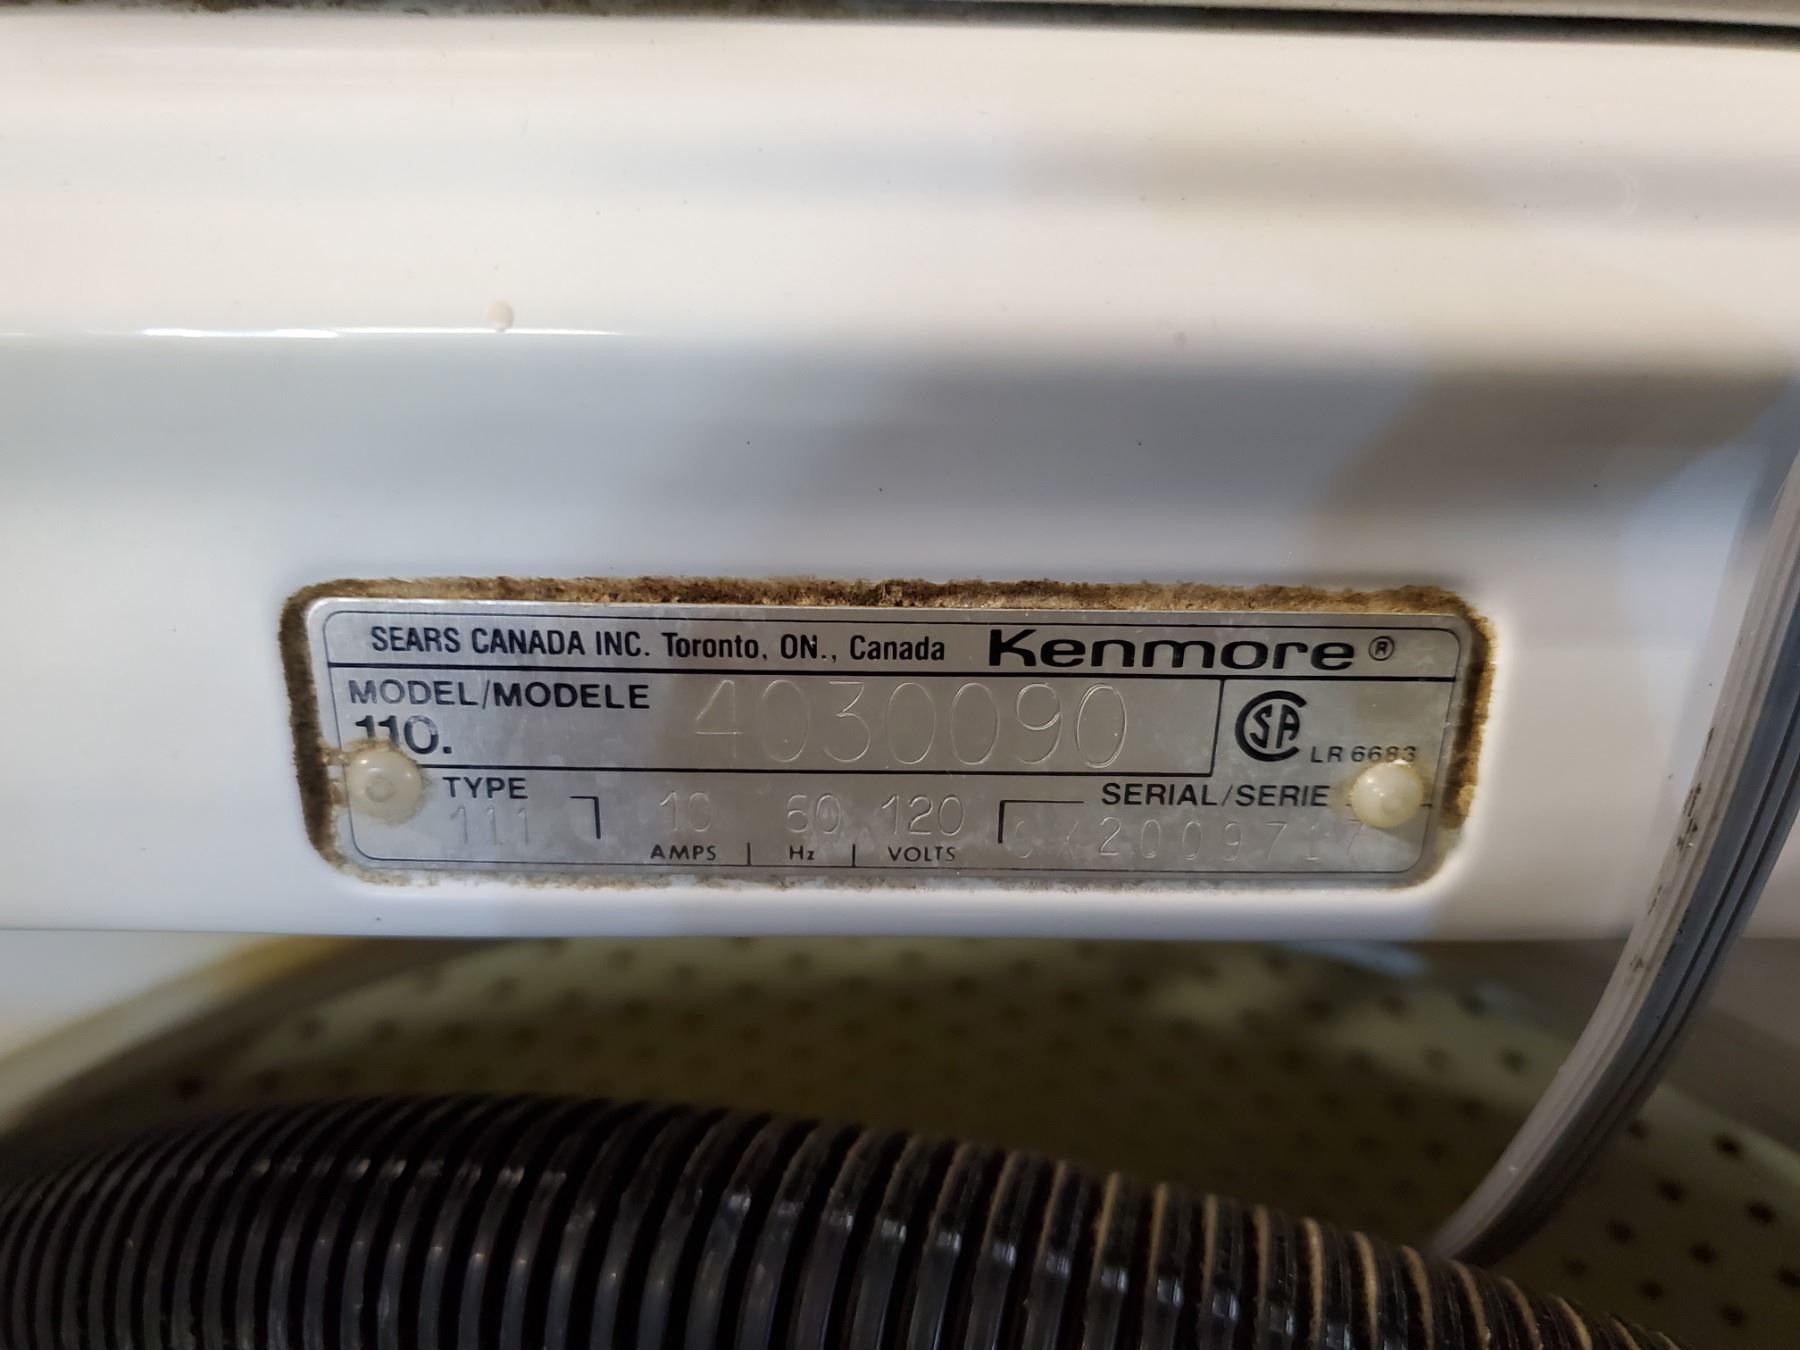 SEARS CANADA INC. Toronto, ON., Canada Kenmore®
MODEL/MODELE
110. 4030090
CSA LR 6683
TYPE
111
10 60 120
AMPS Hz VOLTS
SERIAL/SERIE